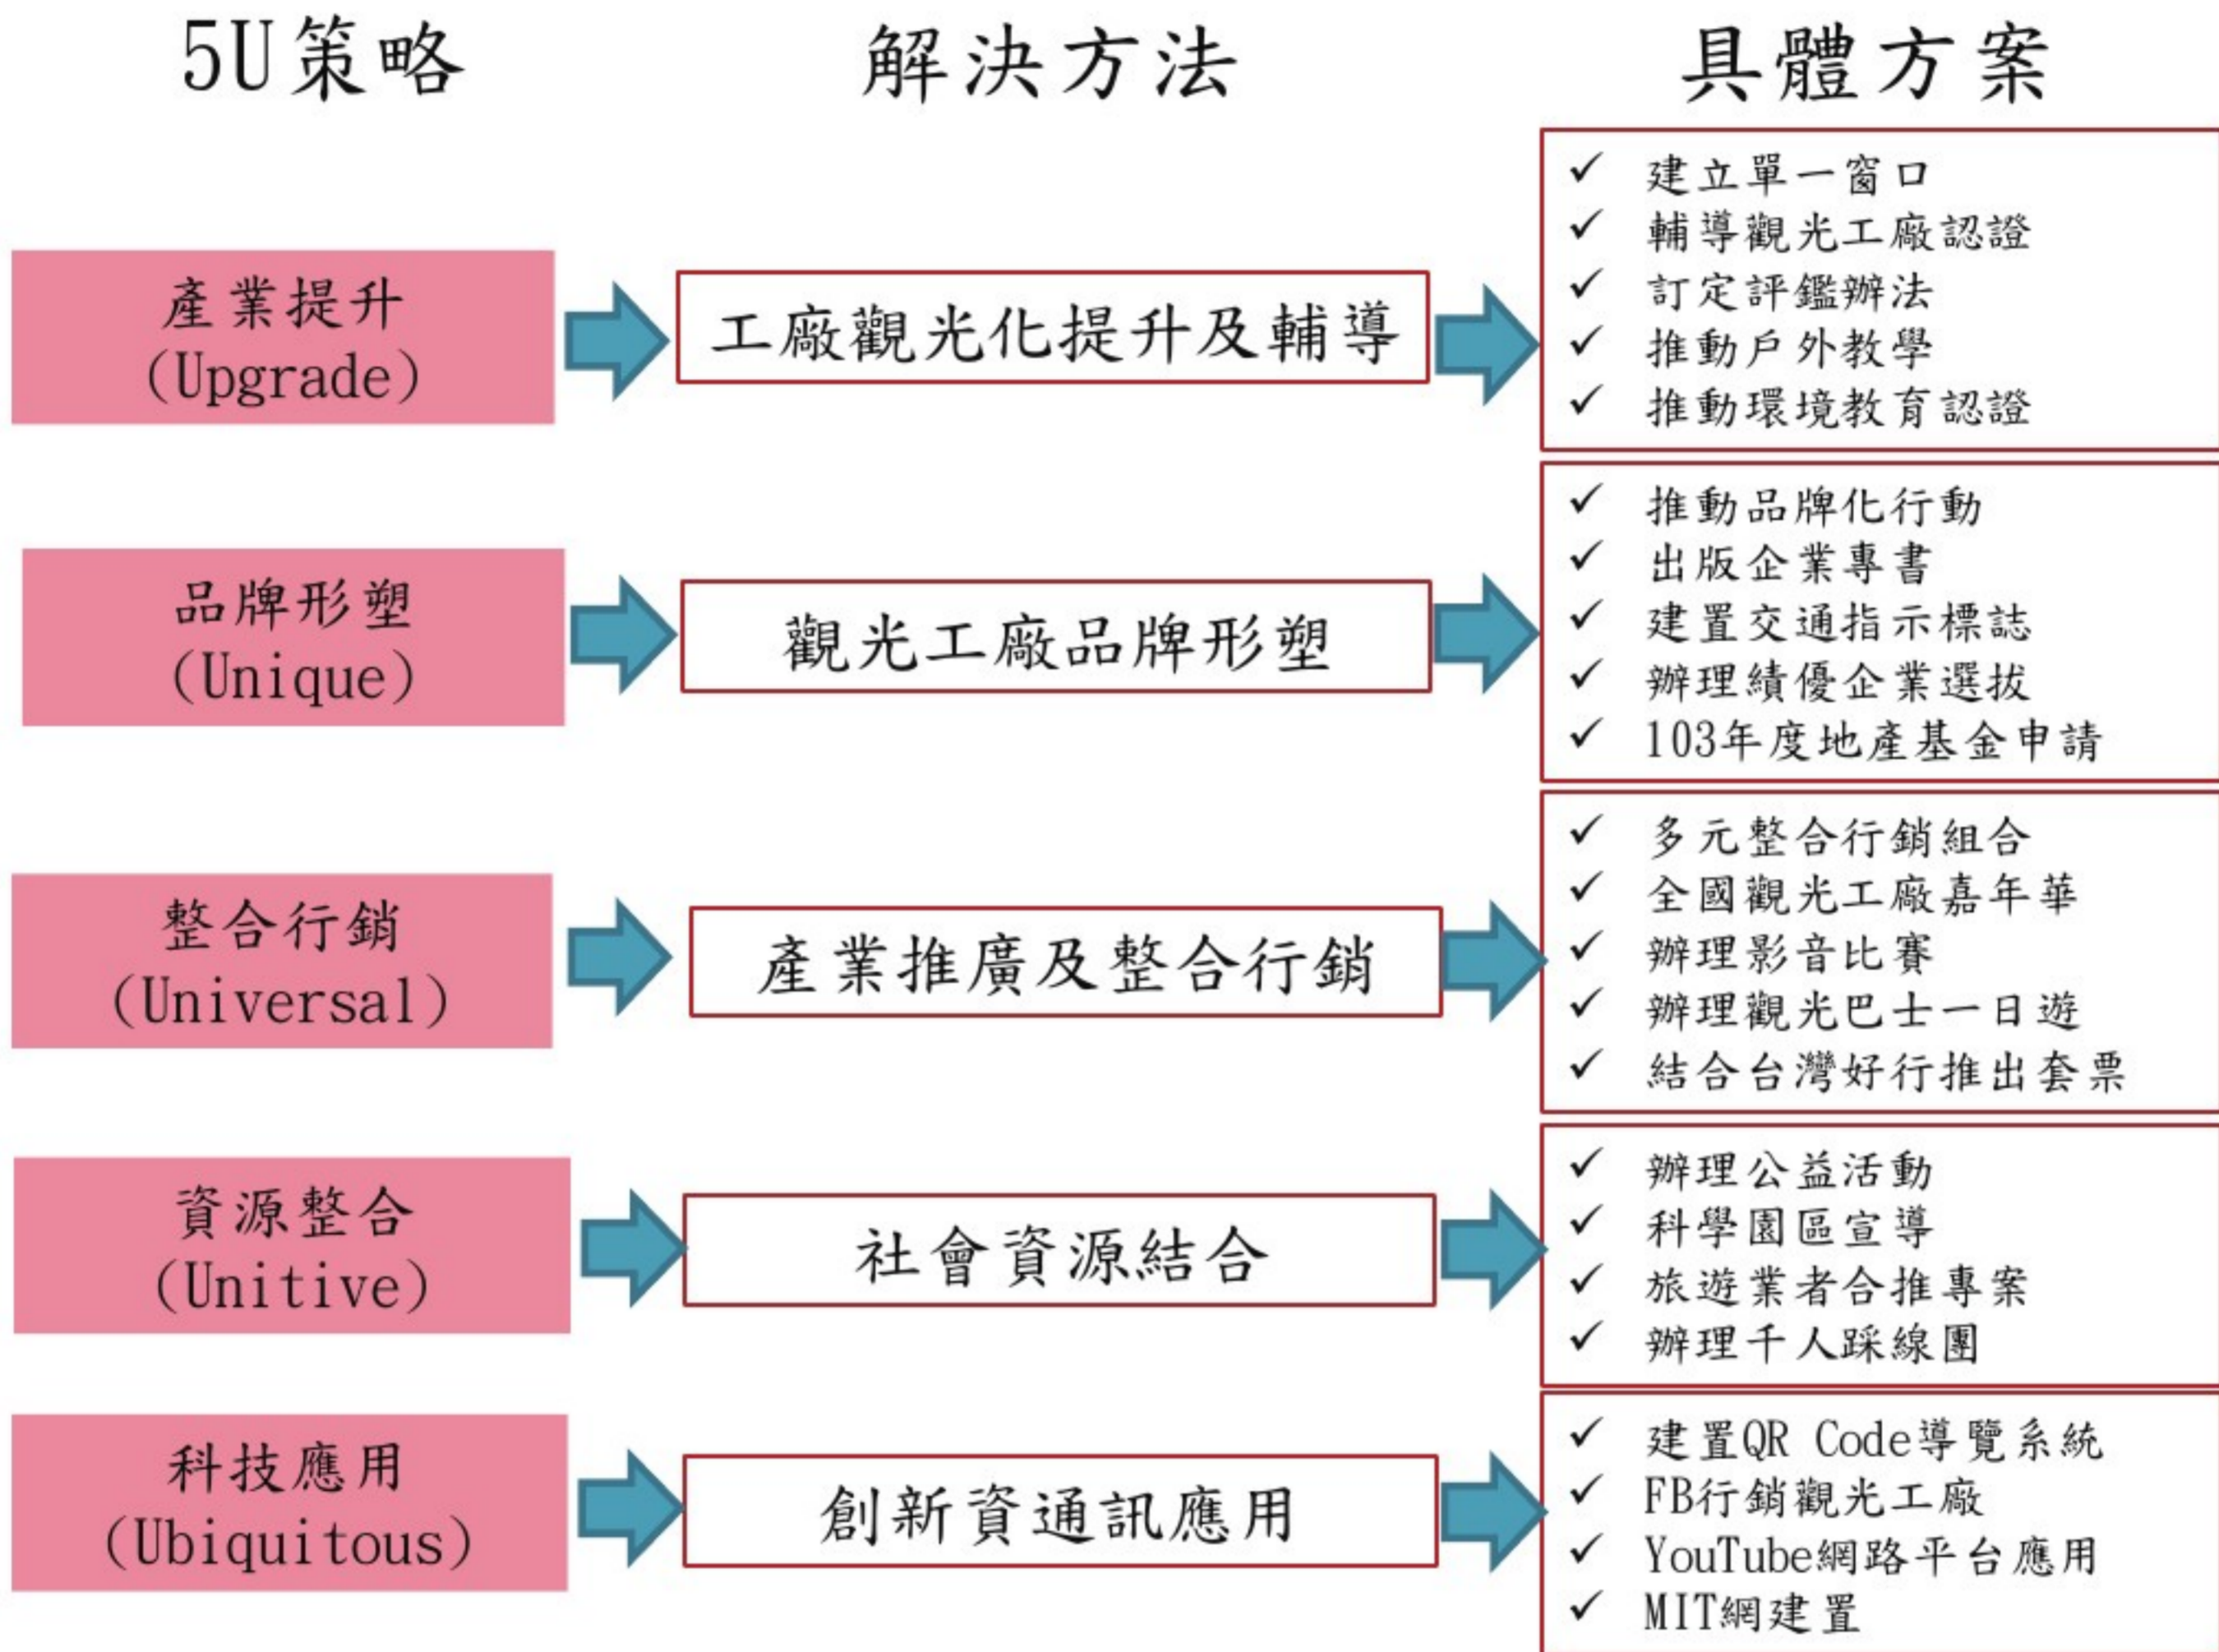 5U策略
解決方法
具體方案
產業提升
(Upgrade)
工廠觀光化提升及輔導
建立單一窗口
輔導觀光工廠認證
訂定評鑑辦法
推動戶外教學
推動環境教育認證
品牌形塑
(Unique)
觀光工廠品牌形塑
推動品牌化行動
出版企業專書
建置交通指示標誌
辦理績優企業選拔
103年度地產基金申請
整合行銷
(Universal)
產業推廣及整合行銷
多元整合行銷組合
全國觀光工廠嘉年華
辦理影音比賽
辦理觀光巴士一日遊
結合台灣好行推出套票
資源整合
(Unitive)
社會資源結合
辦理公益活動
科學園區宣導
旅遊業者合推專案
辦理千人踩線團
科技應用
(Ubiquitous)
創新資通訊應用
建置QR Code導覽系統
FB行銷觀光工廠
YouTube網路平台應用
MIT網建置